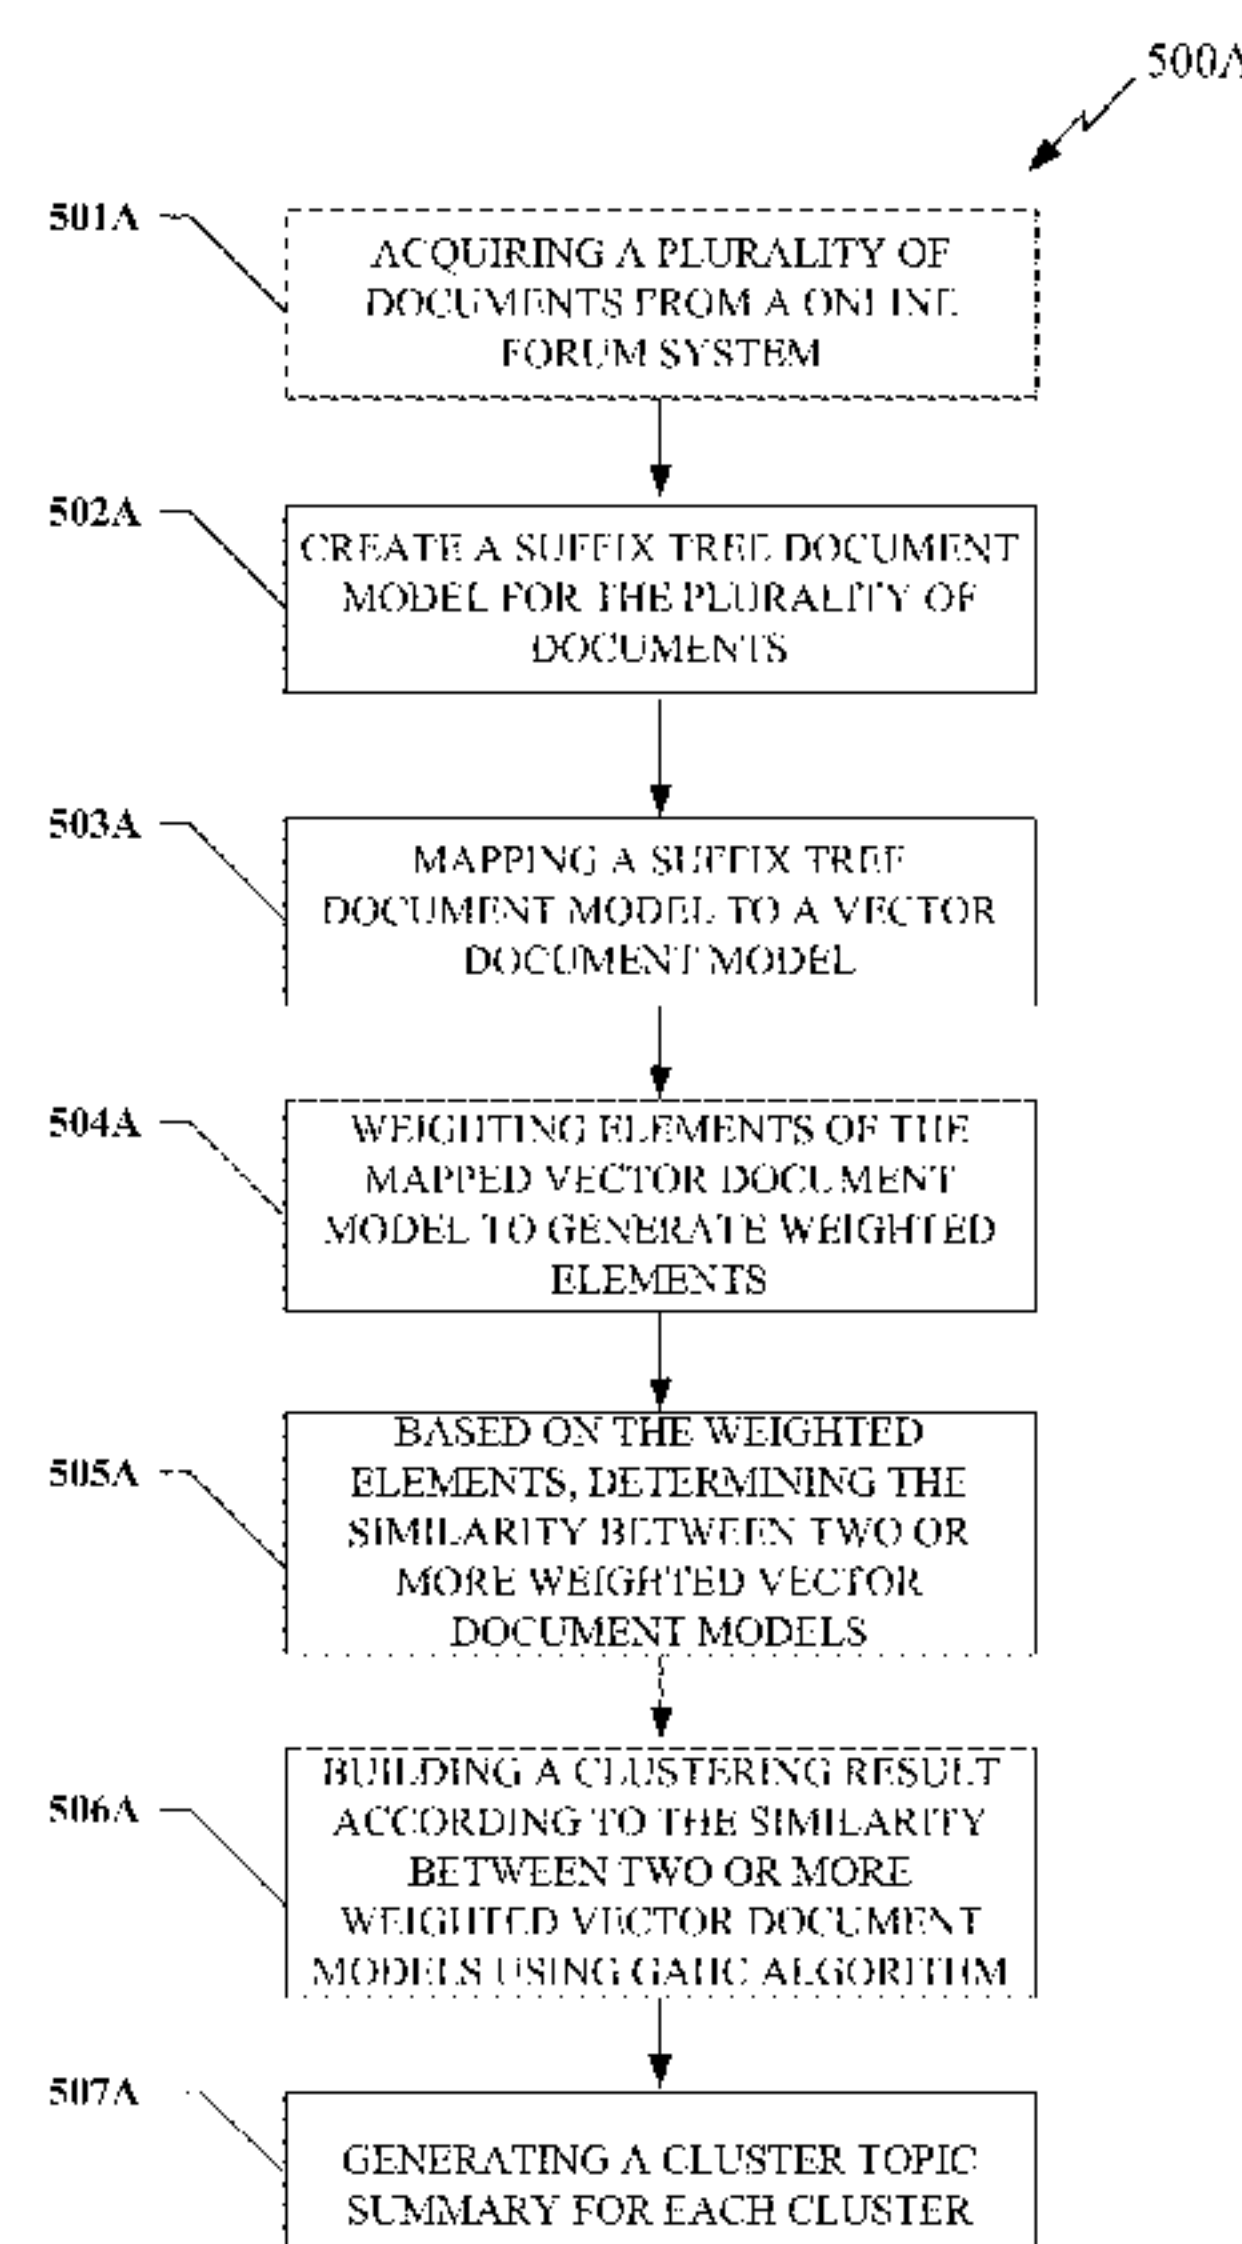 500A
501A
ACQUIRING A PLURALITY OF
DOCUMENTS FROM A ONLINE
FORUM SYSTEM
502A
CREATE A SUFFIX TREE DOCUMENT
MODEL FOR THE PLURALITY OF
DOCUMENTS
503A
MAPPING A SUFFIX TREE
DOCUMENT MODEL TO A VECTOR
DOCUMENT MODEL
504A
WEIGHTING ELEMENTS OF THE
MAPPED VECTOR DOCUMENT
MODEL TO GENERATE WEIGHTED
ELEMENTS
505A
BASED ON THE WEIGHTED
ELEMENTS, DETERMINING THE
SIMILARITY BETWEEN TWO OR
MORE WEIGHTED VECTOR
DOCUMENT MODELS
506A
BUILDING A CLUSTERING RESULT
ACCORDING TO THE SIMILARITY
BETWEEN TWO OR MORE
WEIGHTED VECTOR DOCUMENT
MODELS USING GAHC ALGORITHM
507A
GENERATING A CLUSTER TOPIC
SUMMARY FOR EACH CLUSTER